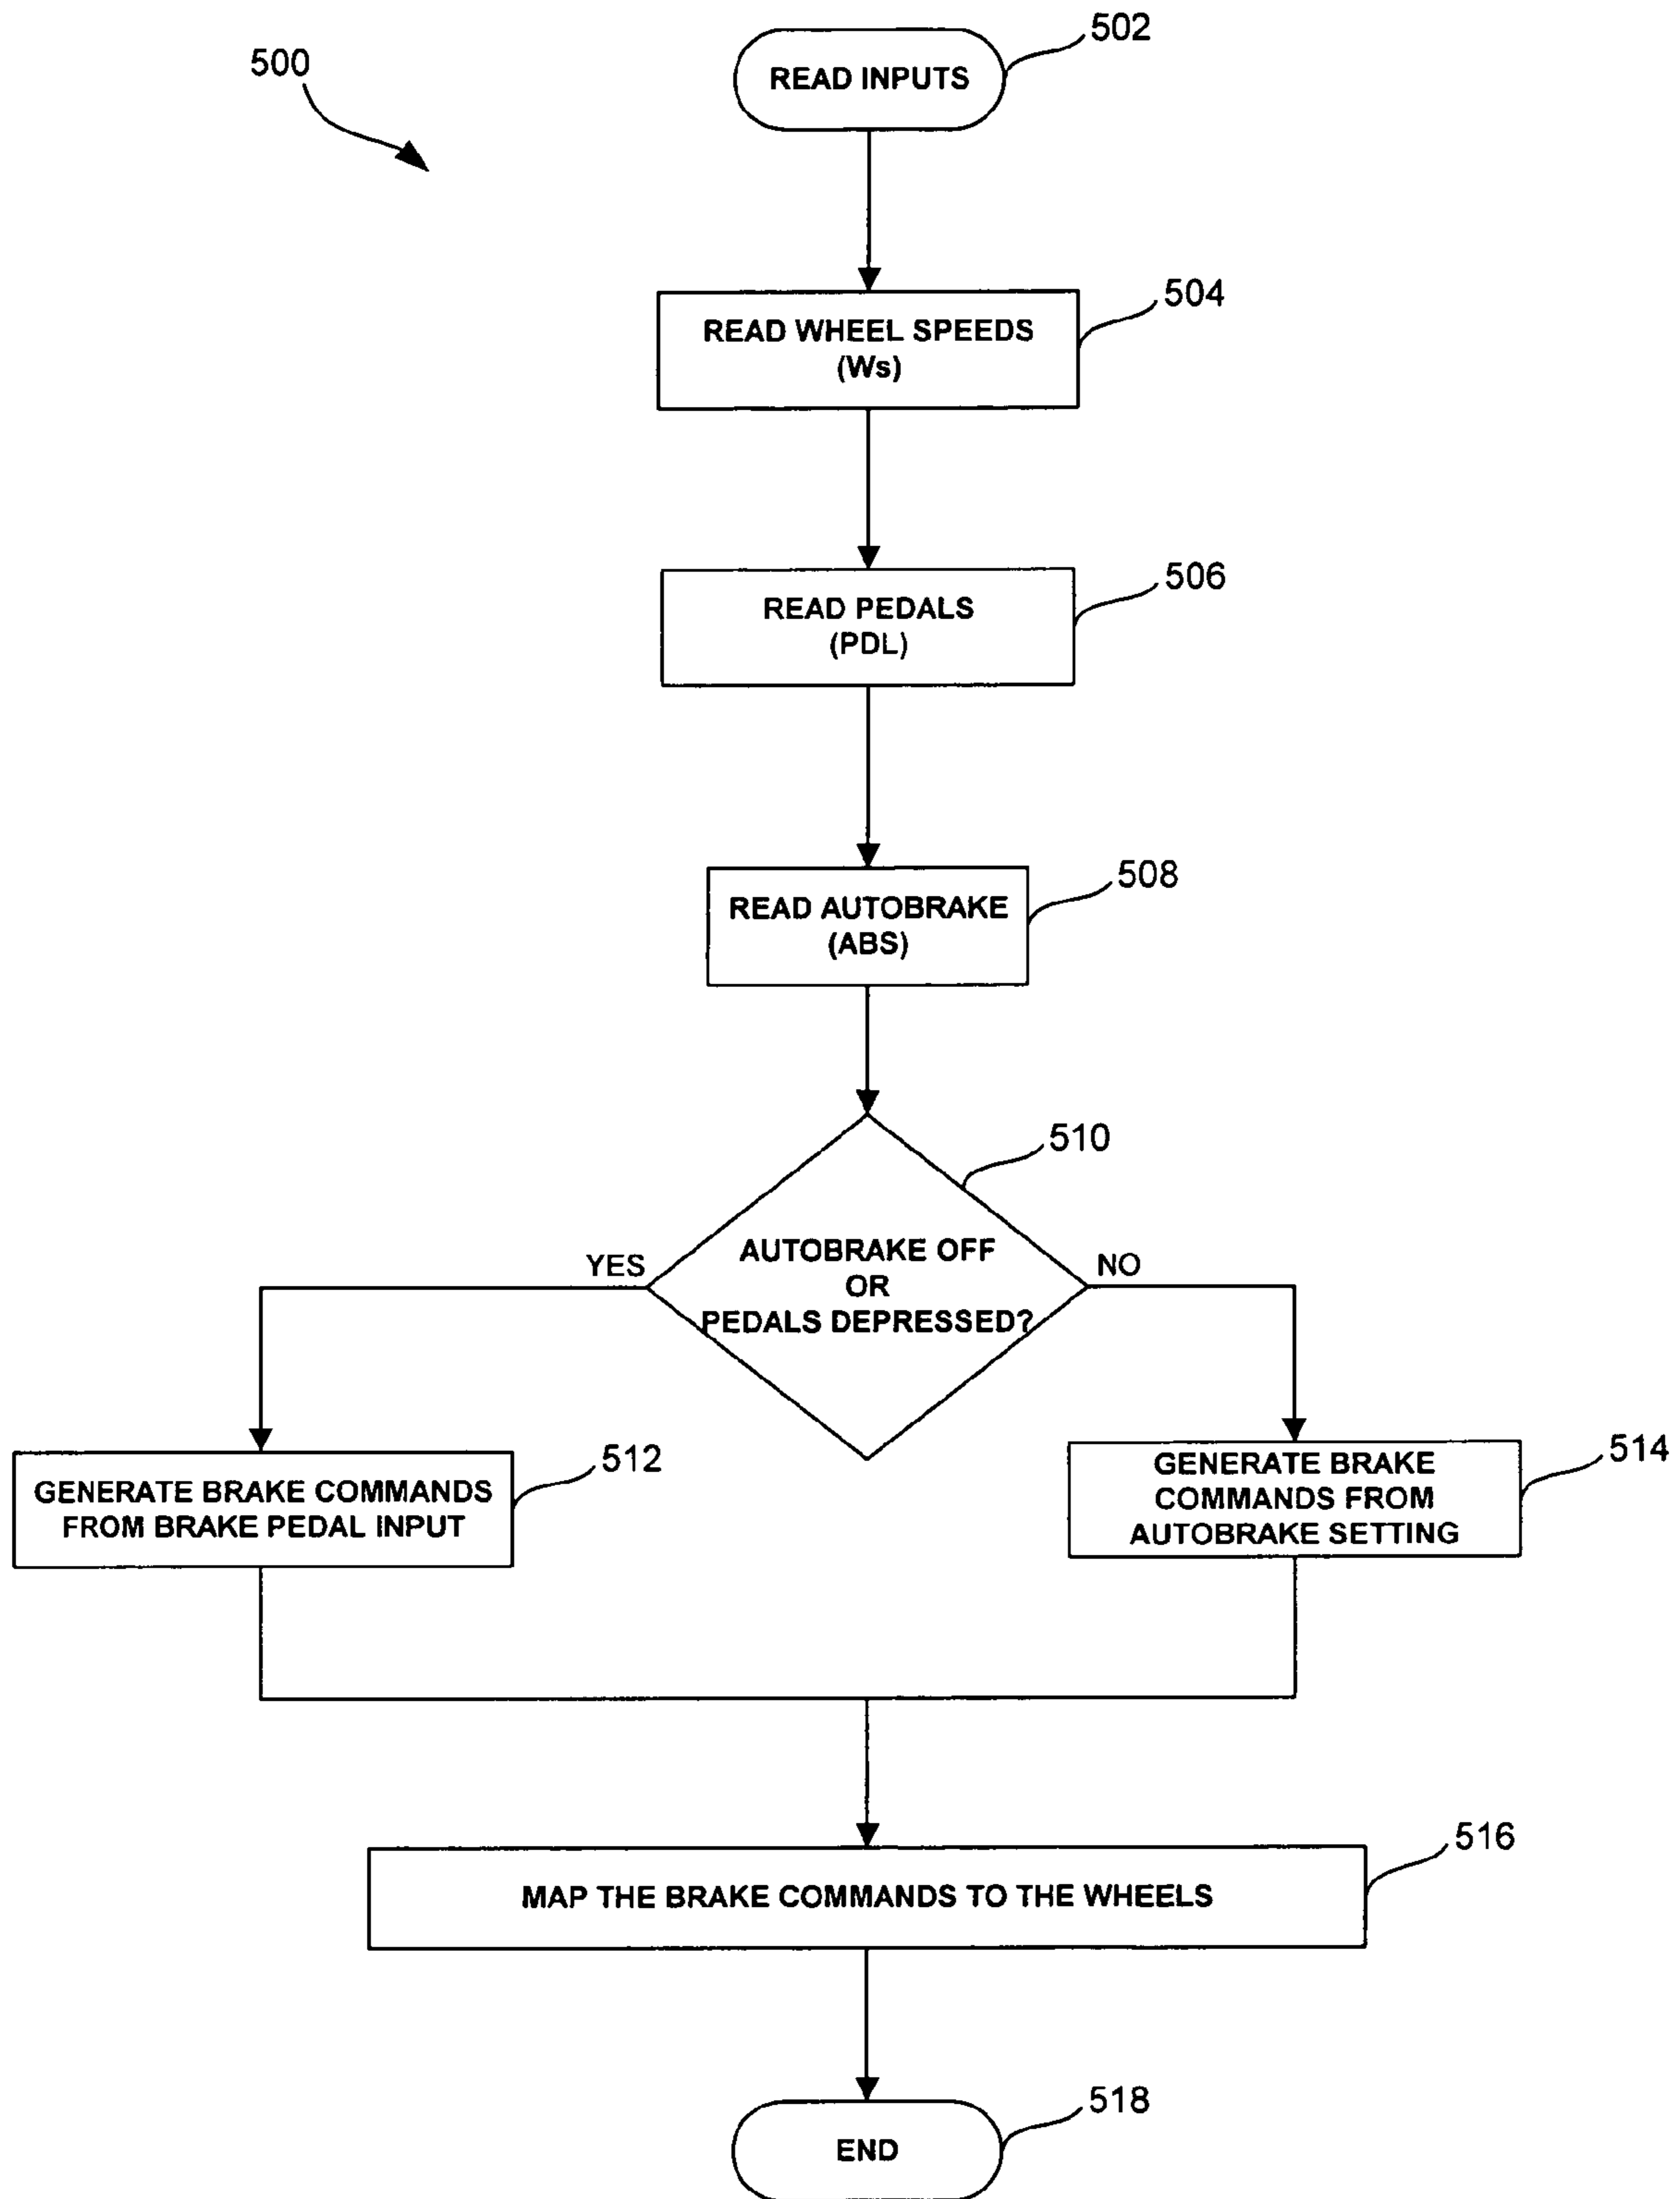 500
502
READ INPUTS
504
READ WHEEL SPEEDS
(Ws)
506
READ PEDALS
(PDL)
508
READ AUTOBRAKE
(ABS)
510
AUTOBRAKE OFF
OR
PEDALS DEPRESSED?
YES
NO
512
GENERATE BRAKE COMMANDS
FROM BRAKE PEDAL INPUT
514
GENERATE BRAKE
COMMANDS FROM
AUTOBRAKE SETTING
516
MAP THE BRAKE COMMANDS TO THE WHEELS
518
END